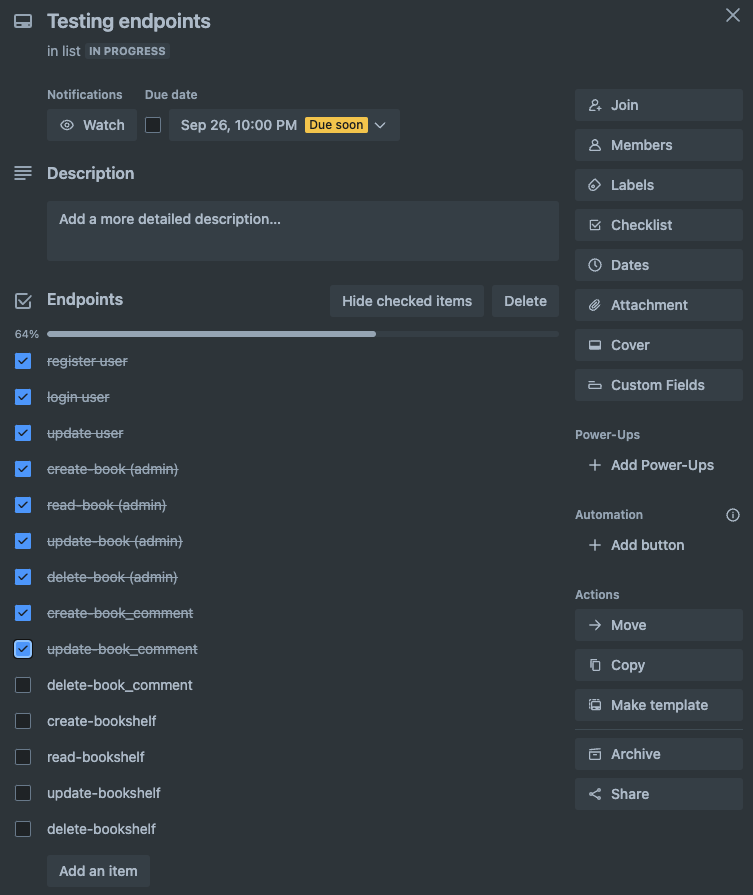 Testing endpoints
in list IN PROGRESS
Notifications Due date
Watch Sep 26, 10:00 PM Due soon
Description
Add a more detailed description...
Endpoints Hide checked items Delete
64%
register user
login user
update user
create-book (admin)
read-book (admin)
update-book (admin)
delete-book (admin)
create-book_comment
update-book_comment
delete-book_comment
create-bookshelf
read-bookshelf
update-bookshelf
delete-bookshelf
Add an item
Join
Members
Labels
Checklist
Dates
Attachment
Cover
Custom Fields
Power-Ups
Add Power-Ups
Automation
Add button
Actions
Move
Copy
Make template
Archive
Share